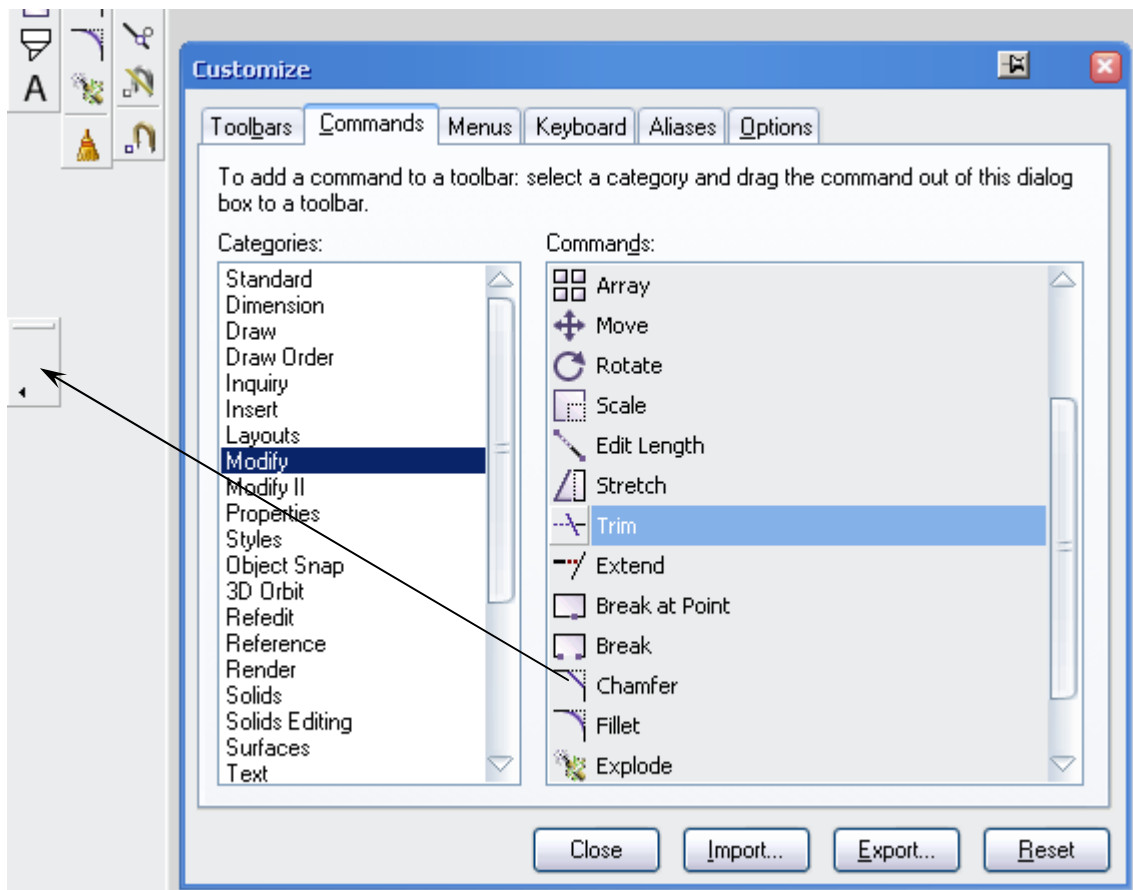 A
Customize
Toolbars Commands Menus Keyboard Aliases Options
To add a command to a toolbar: select a category and drag the command out of this dialog
box to a toolbar.
Categories:
Standard
Dimension
Draw
Draw Order
Inquiry
Insert
Layouts
Modify
Modify II
Properties
Styles
Object Snap
3D Orbit
Refedit
Reference
Render
Solids
Solids Editing
Surfaces
Text
Commands:
Array
Move
Rotate
Scale
Edit Length
Stretch
Trim
Extend
Break at Point
Break
Chamfer
Fillet
Explode
Close Import... Export... Reset